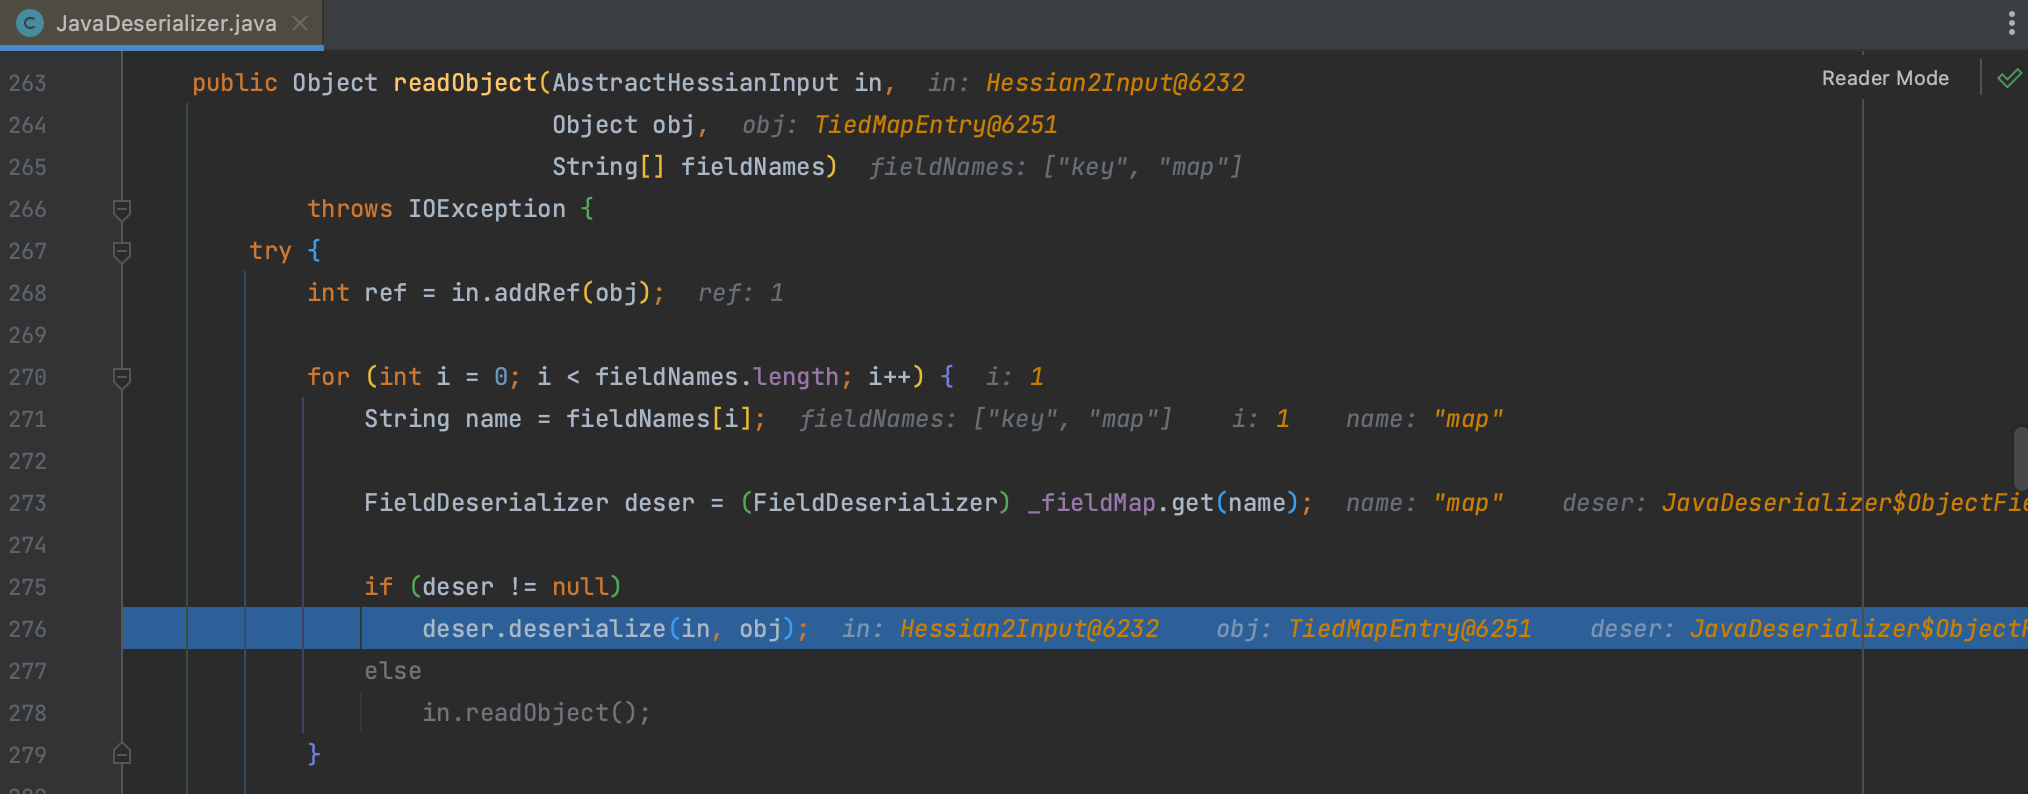 C JavaDeserializer.java
Reader Mode
263 public Object readObject(AbstractHessianInput in, in: Hessian2Input@6232
264 Object obj, obj: TiedMapEntry@6251
265 String[] fieldNames) fieldNames: ["key", "map"]
266 throws IOException {
267 try {
268 int ref = in.addRef(obj); ref: 1
269
270 for (int i = 0; i < fieldNames.length; i++) { i: 1
271 String name = fieldNames[i]; fieldNames: ["key", "map"] i: 1 name: "map"
272
273 FieldDeserializer deser = (FieldDeserializer) _fieldMap.get(name); name: "map" deser: JavaDeserializer$ObjectFie
274
275 if (deser != null)
276 deser.deserialize(in, obj); in: Hessian2Input@6232 obj: TiedMapEntry@6251 deser: JavaDeserializer$ObjectF
277 else
278 in.readObject();
279 }